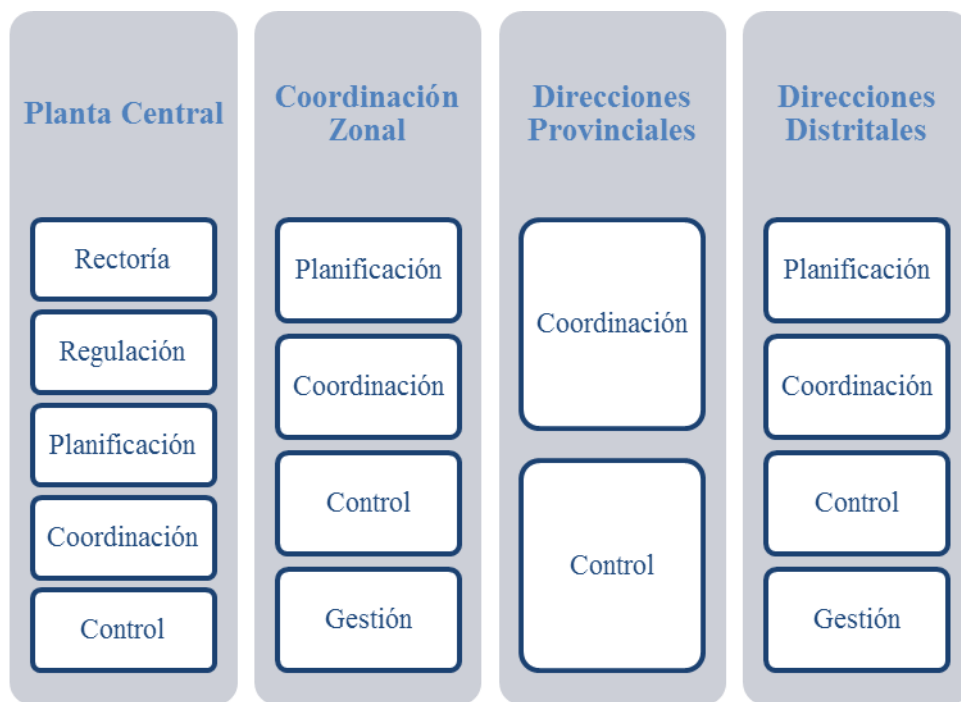 Planta Central
Rectoría
Regulación
Planificación
Coordinación
Control
Coordinación
Zonal
Planificación
Coordinación
Control
Gestión
Direcciones
Provinciales
Coordinación
Control
Direcciones
Distritales
Planificación
Coordinación
Control
Gestión